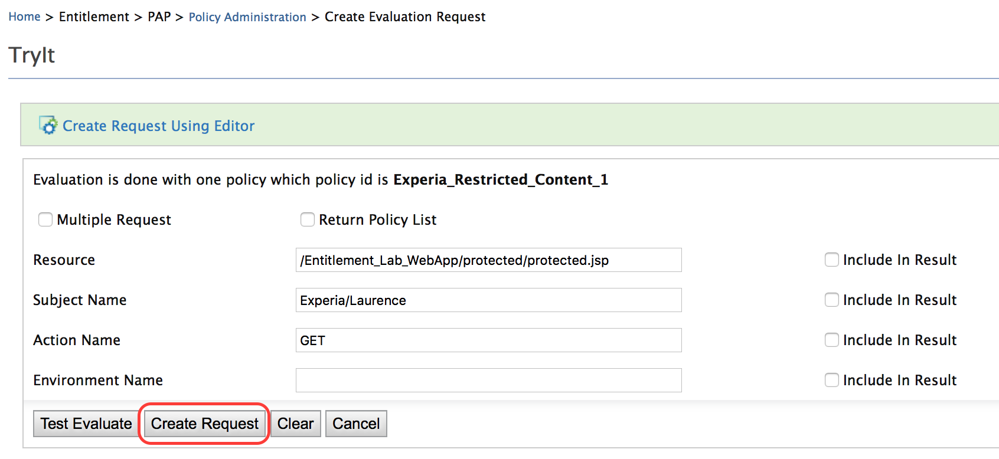 Home > Entitlement > PAP > Policy Administration > Create Evaluation Request
TryIt
Create Request Using Editor
Evaluation is done with one policy which policy id is Experia_Restricted_Content_1
Multiple Request Return Policy List
Resource /Entitlement_Lab_WebApp/protected/protected.jsp Include In Result
Subject Name Experia/Laurence Include In Result
Action Name GET Include In Result
Environment Name Include In Result
Test Evaluate Create Request Clear Cancel